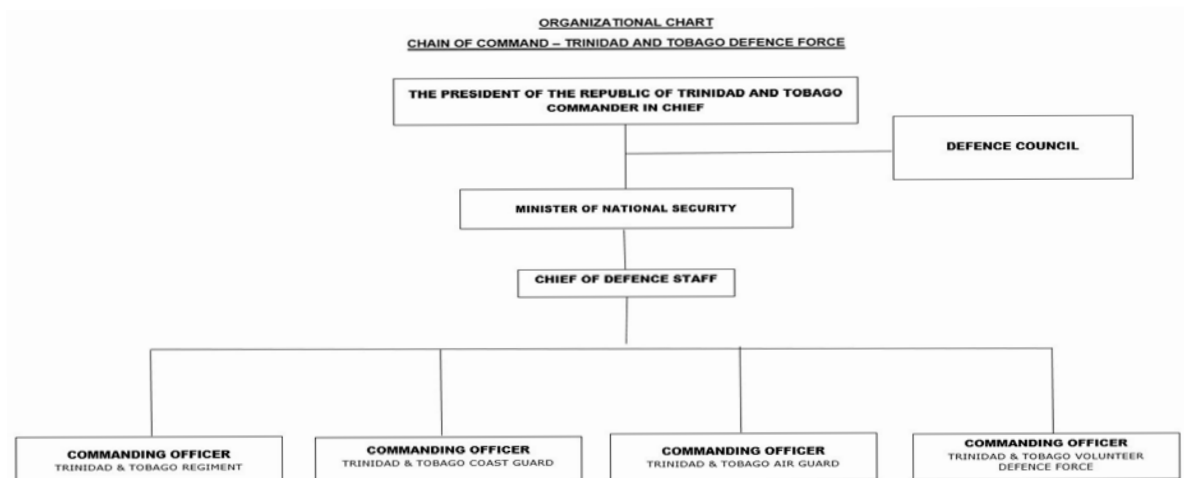 ORGANIZATIONAL CHART
CHAIN OF COMMAND – TRINIDAD AND TOBAGO DEFENCE FORCE
THE PRESIDENT OF THE REPUBLIC OF TRINIDAD AND TOBAGO
COMMANDER IN CHIEF
DEFENCE COUNCIL
MINISTER OF NATIONAL SECURITY
CHIEF OF DEFENCE STAFF
COMMANDING OFFICER
TRINIDAD & TOBAGO REGIMENT
COMMANDING OFFICER
TRINIDAD & TOBAGO COAST GUARD
COMMANDING OFFICER
TRINIDAD & TOBAGO AIR GUARD
COMMANDING OFFICER
TRINIDAD & TOBAGO VOLUNTEER
DEFENCE FORCE